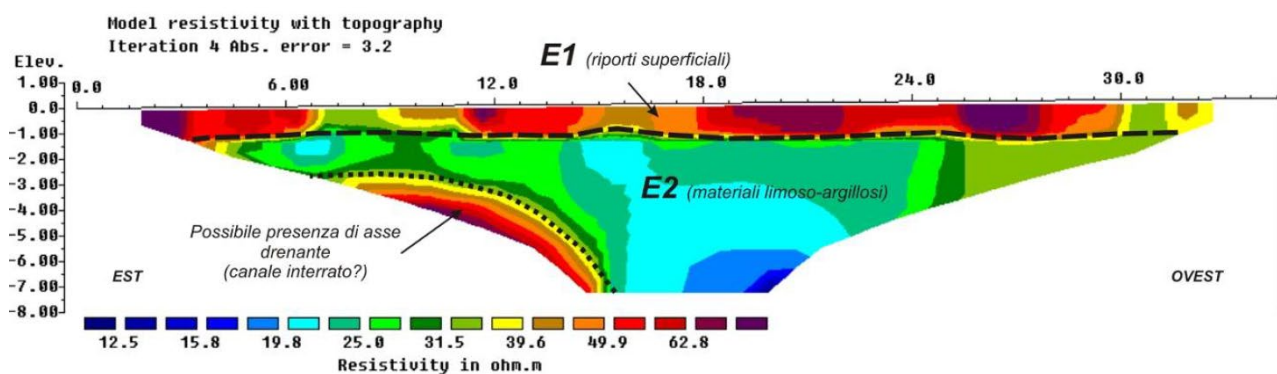 Model resistivity with topography
Iteration 4 Abs. error = 3.2
E1 (riporti superficiali)
Elev.
0.0 6.00 12.0 18.0 24.0 30.0
1.00
0.0
-1.00
-2.00
-3.00
-4.00
-5.00
-6.00
-7.00
-8.00
E2 (materiali limoso-argillosi)
Possibile presenza di asse
drenante
(canale interrato?)
EST
OVEST
12.5 15.8 19.8 25.0 31.5 39.6 49.9 62.8
Resistivity in ohm.m